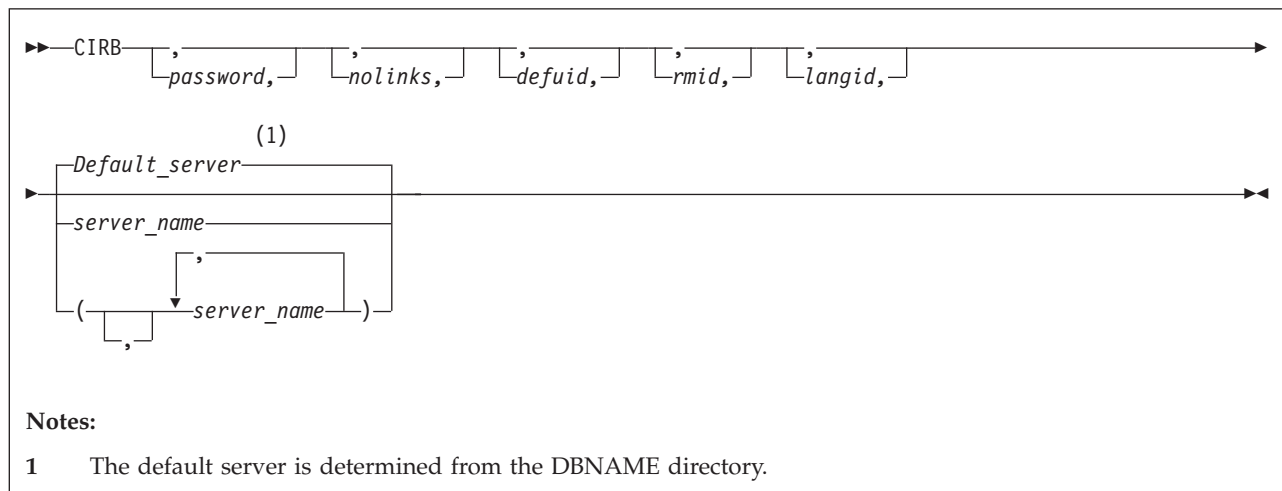 CIRB , , , , ,
password, nolinks, defuid, rmid, langid,
(1)
Default_server
server_name
,
( server_name )
,
Notes:
1 The default server is determined from the DBNAME directory.